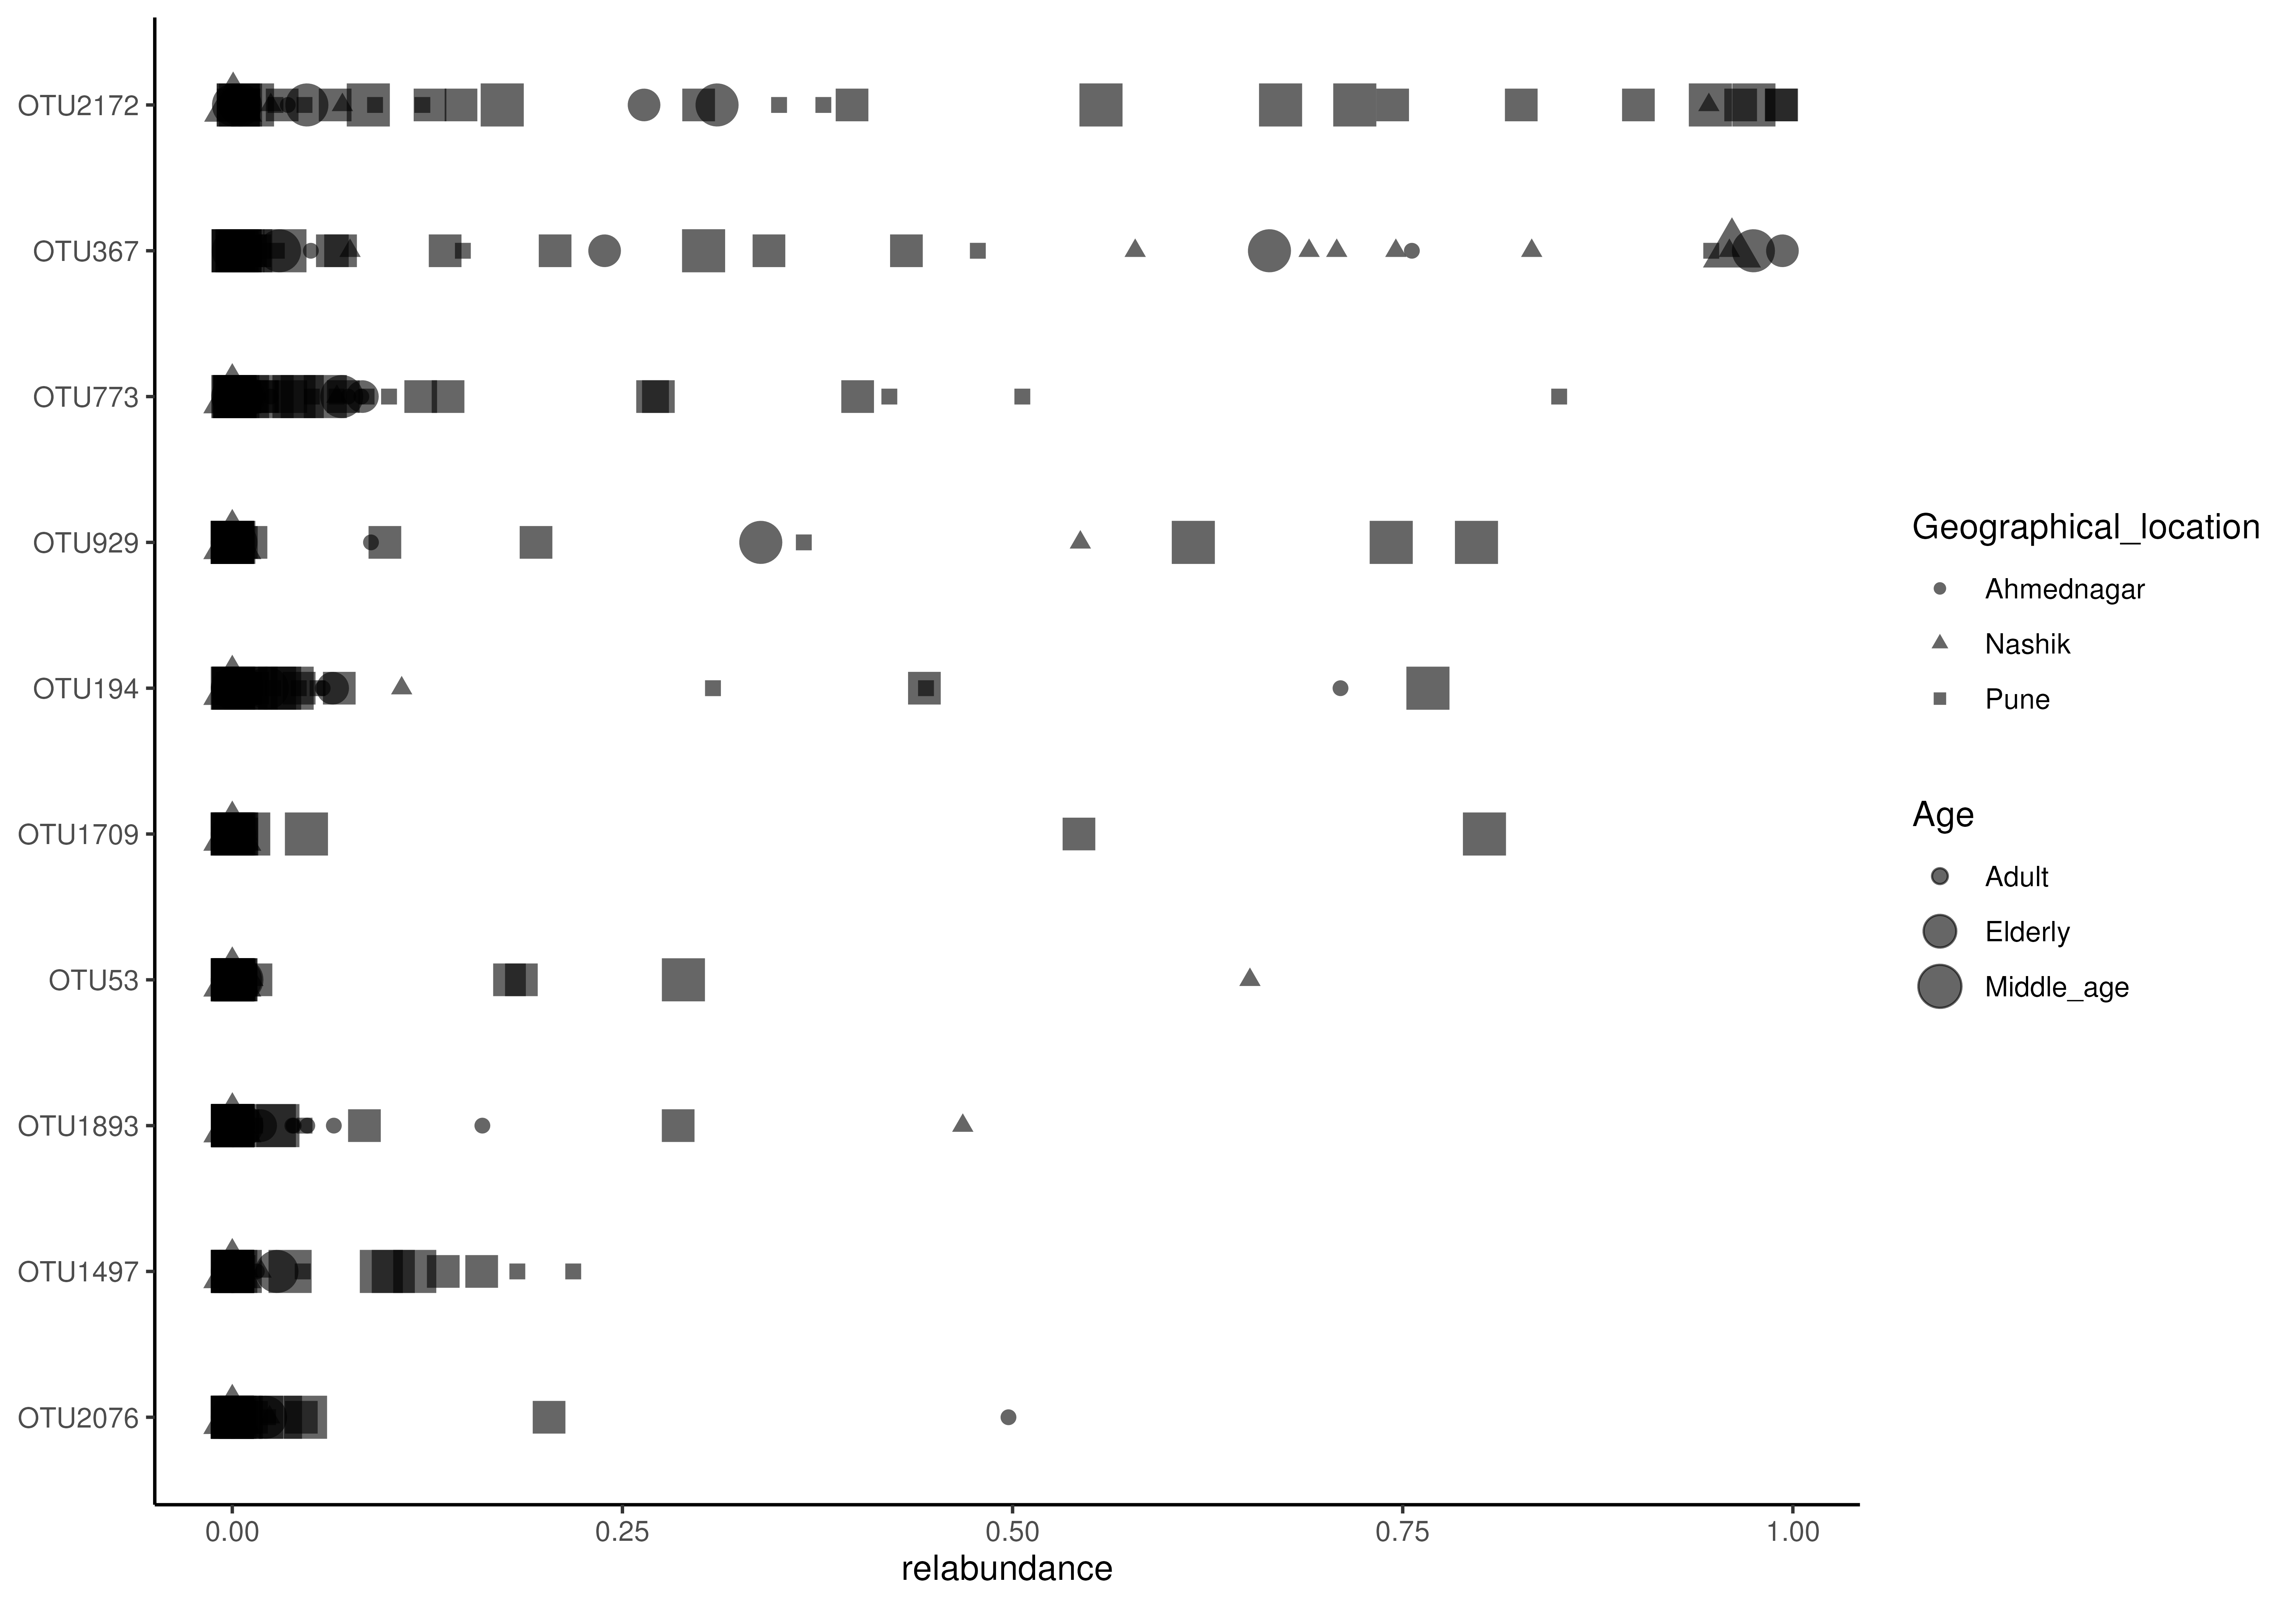 OTU2172
OTU367
OTU773
OTU929
OTU194
OTU1709
OTU53
OTU1893
OTU1497
OTU2076
0.00 0.25 0.50 0.75 1.00
relabundance
Geographical_location
Ahmednagar
Nashik
Pune
Age
Adult
Elderly
Middle_age